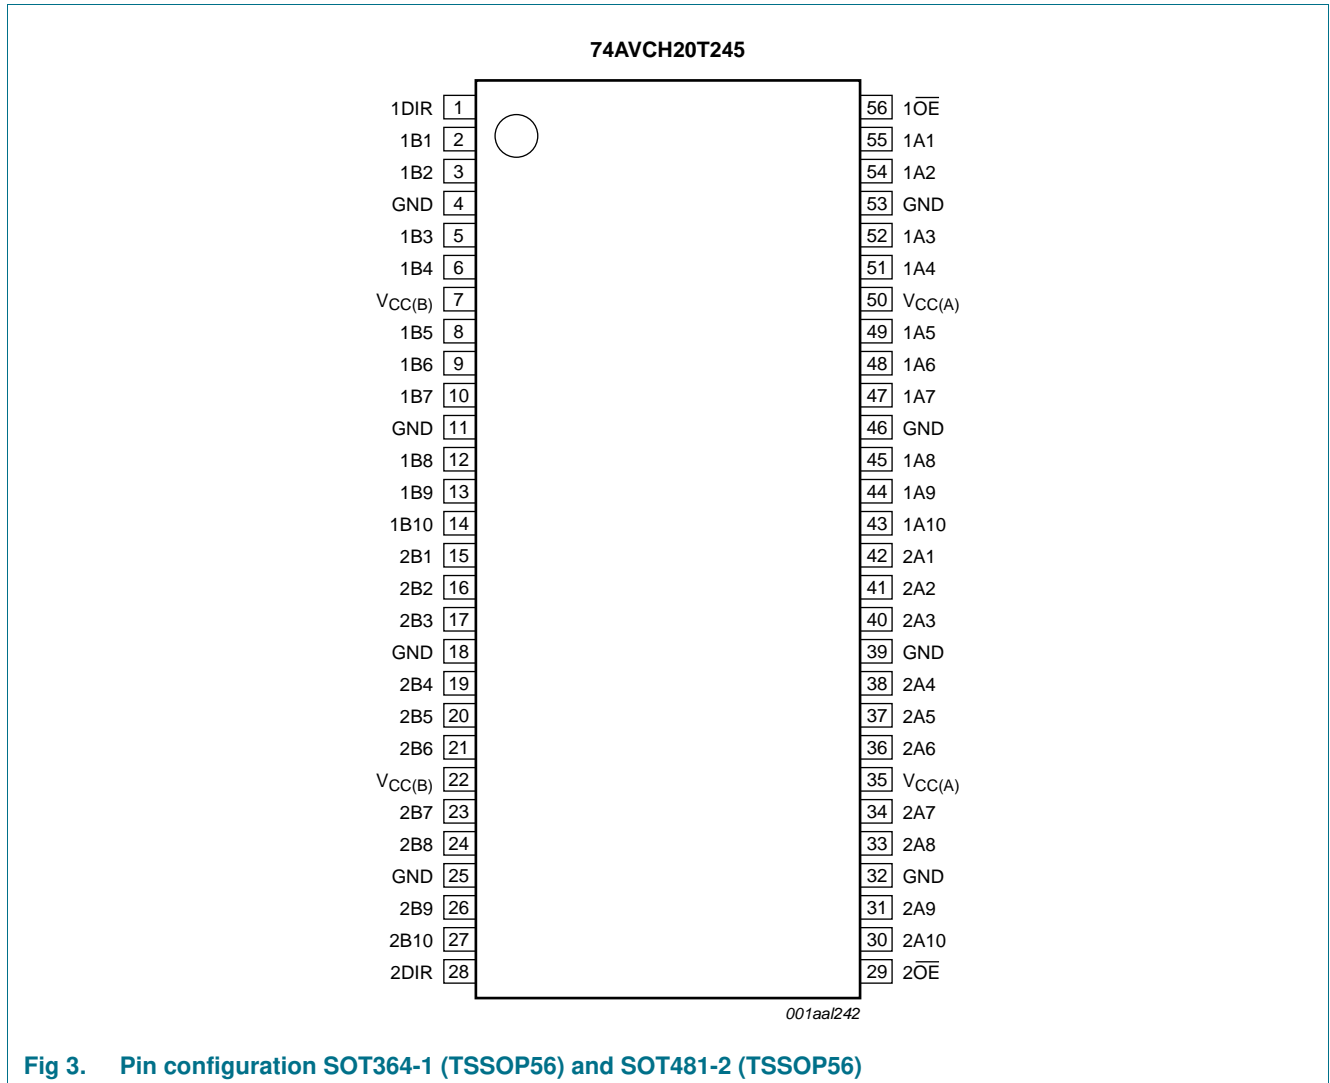 74AVCH20T245
1DIR 1 56 1OE
1B1 2 55 1A1
1B2 3 54 1A2
GND 4 53 GND
1B3 5 52 1A3
1B4 6 51 1A4
VCC(B) 7 50 VCC(A)
1B5 8 49 1A5
1B6 9 48 1A6
1B7 10 47 1A7
GND 11 46 GND
1B8 12 45 1A8
1B9 13 44 1A9
1B10 14 43 1A10
2B1 15 42 2A1
2B2 16 41 2A2
2B3 17 40 2A3
GND 18 39 GND
2B4 19 38 2A4
2B5 20 37 2A5
2B6 21 36 2A6
VCC(B) 22 35 VCC(A)
2B7 23 34 2A7
2B8 24 33 2A8
GND 25 32 GND
2B9 26 31 2A9
2B10 27 30 2A10
2DIR 28 29 2OE
001aal242
Fig 3. Pin configuration SOT364-1 (TSSOP56) and SOT481-2 (TSSOP56)